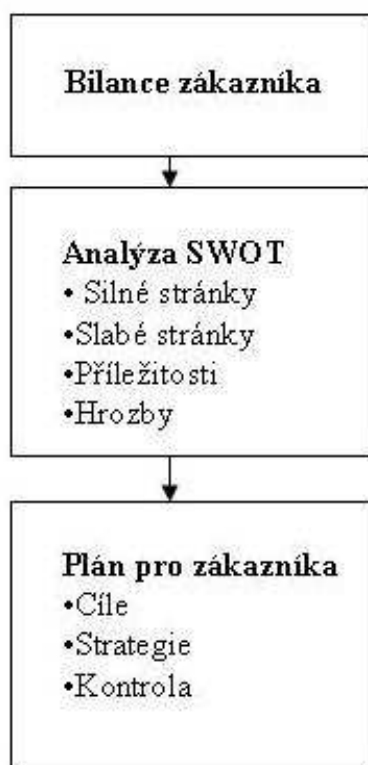 Bilance zákazníka
Analýza SWOT
• Silné stránky
•Slabé stránky
•Příležitosti
•Hrozby
Plán pro zákazníka
•Cíle
•Strategie
•Kontrola